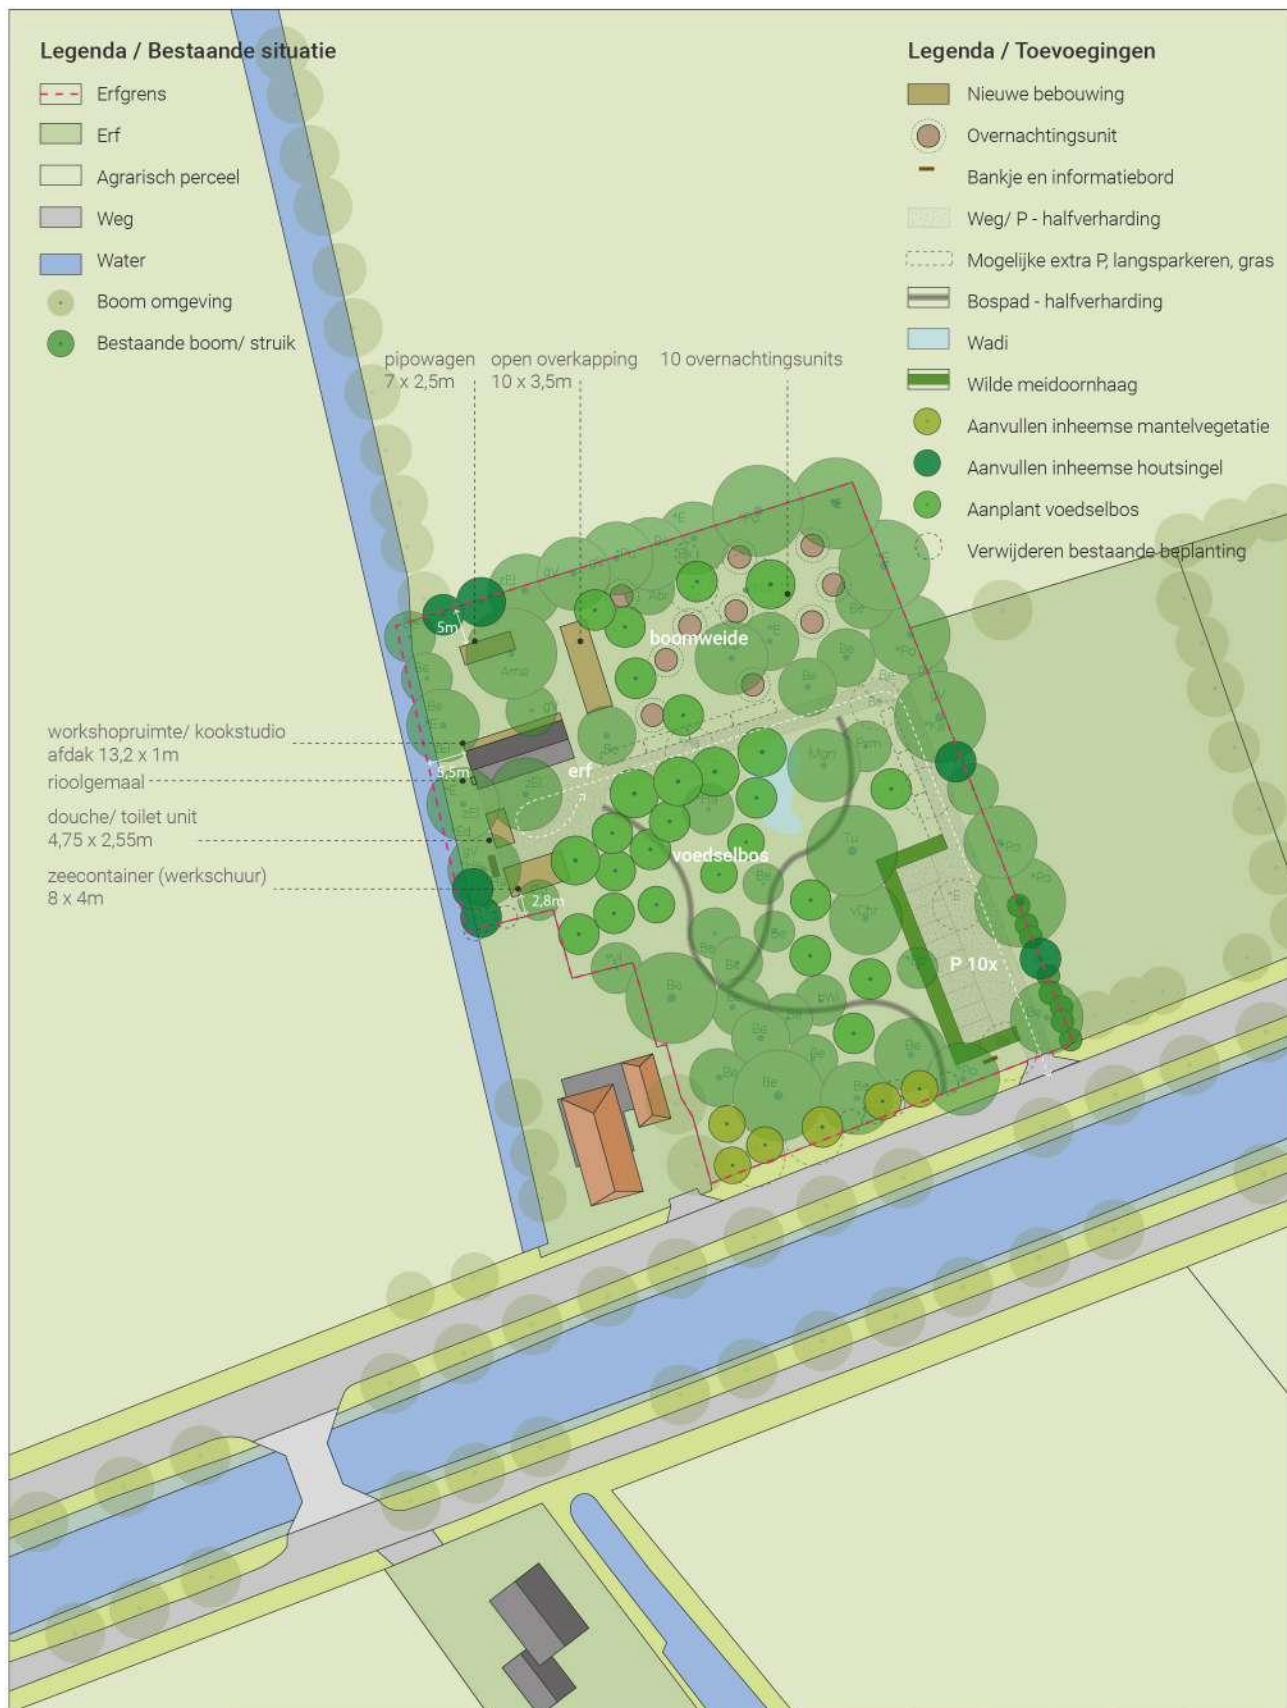 Legenda / Bestaande situatie
Erfgrens
Erf
Agrarisch perceel
Weg
Water
Boom omgeving
Bestaande boom/ struik
Legenda / Toevoegingen
Nieuwe bebouwing
Overnachtingsunit
Bankje en informatiebord
Weg/ P - halfverharding
Mogelijke extra P, langsparkeren, gras
Bospad - halfverharding
Wadi
Wilde meidoornhaag
Aanvullen inheemse mantelvegetatie
Aanvullen inheemse houtsingel
Aanplant voedselbos
Verwijderen bestaande beplanting
pipowagen
7 x 2,5m
open overkapping
10 x 3,5m
10 overnachtingsunits
5m
boomweide
workshopruimte/ kookstudio
afdak 13,2 x 1m
rioolgemaal
5,5m
erf
douche/ toilet unit
4,75 x 2,55m
voedselbos
zeecontainer (werkschuur)
8 x 4m
2,8m
P 10x